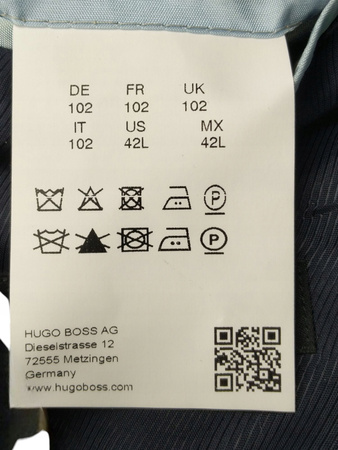 DE FR UK
102 102 102
IT US MX
102 42L 42L
P
P
HUGO BOSS AG
Dieselstrasse 12
72555 Metzingen
Germany
www.hugoboss.com